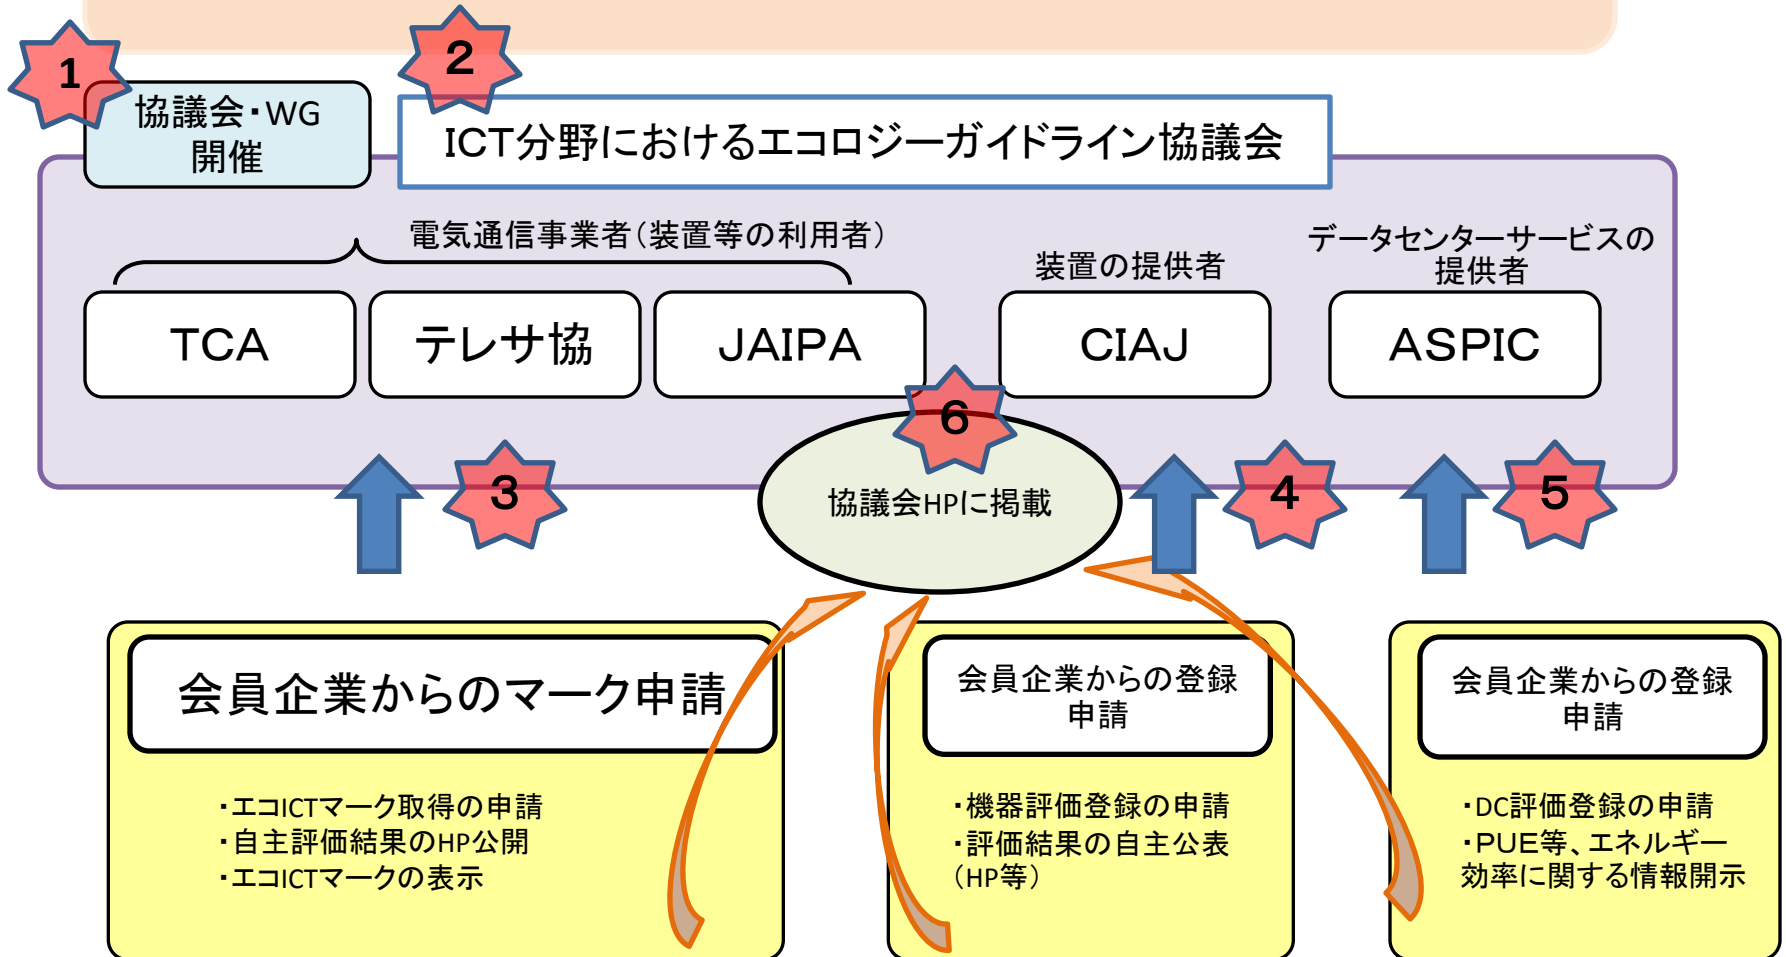 1
2
協議会・WG
開催
ICT分野におけるエコロジーガイドライン協議会
電気通信事業者（装置等の利用者）
装置の提供者
データセンターサービスの
提供者
TCA
テレサ協
JAIPA
CIAJ
ASPIC
6
協議会HPに掲載
3
4
5
会員企業からのマーク申請
・エコICTマーク取得の申請
・自主評価結果のHP公開
・エコICTマークの表示
会員企業からの登録
申請
・機器評価登録の申請
・評価結果の自主公表
（HP等）
会員企業からの登録
申請
・DC評価登録の申請
・PUE等、エネルギー
効率に関する情報開示